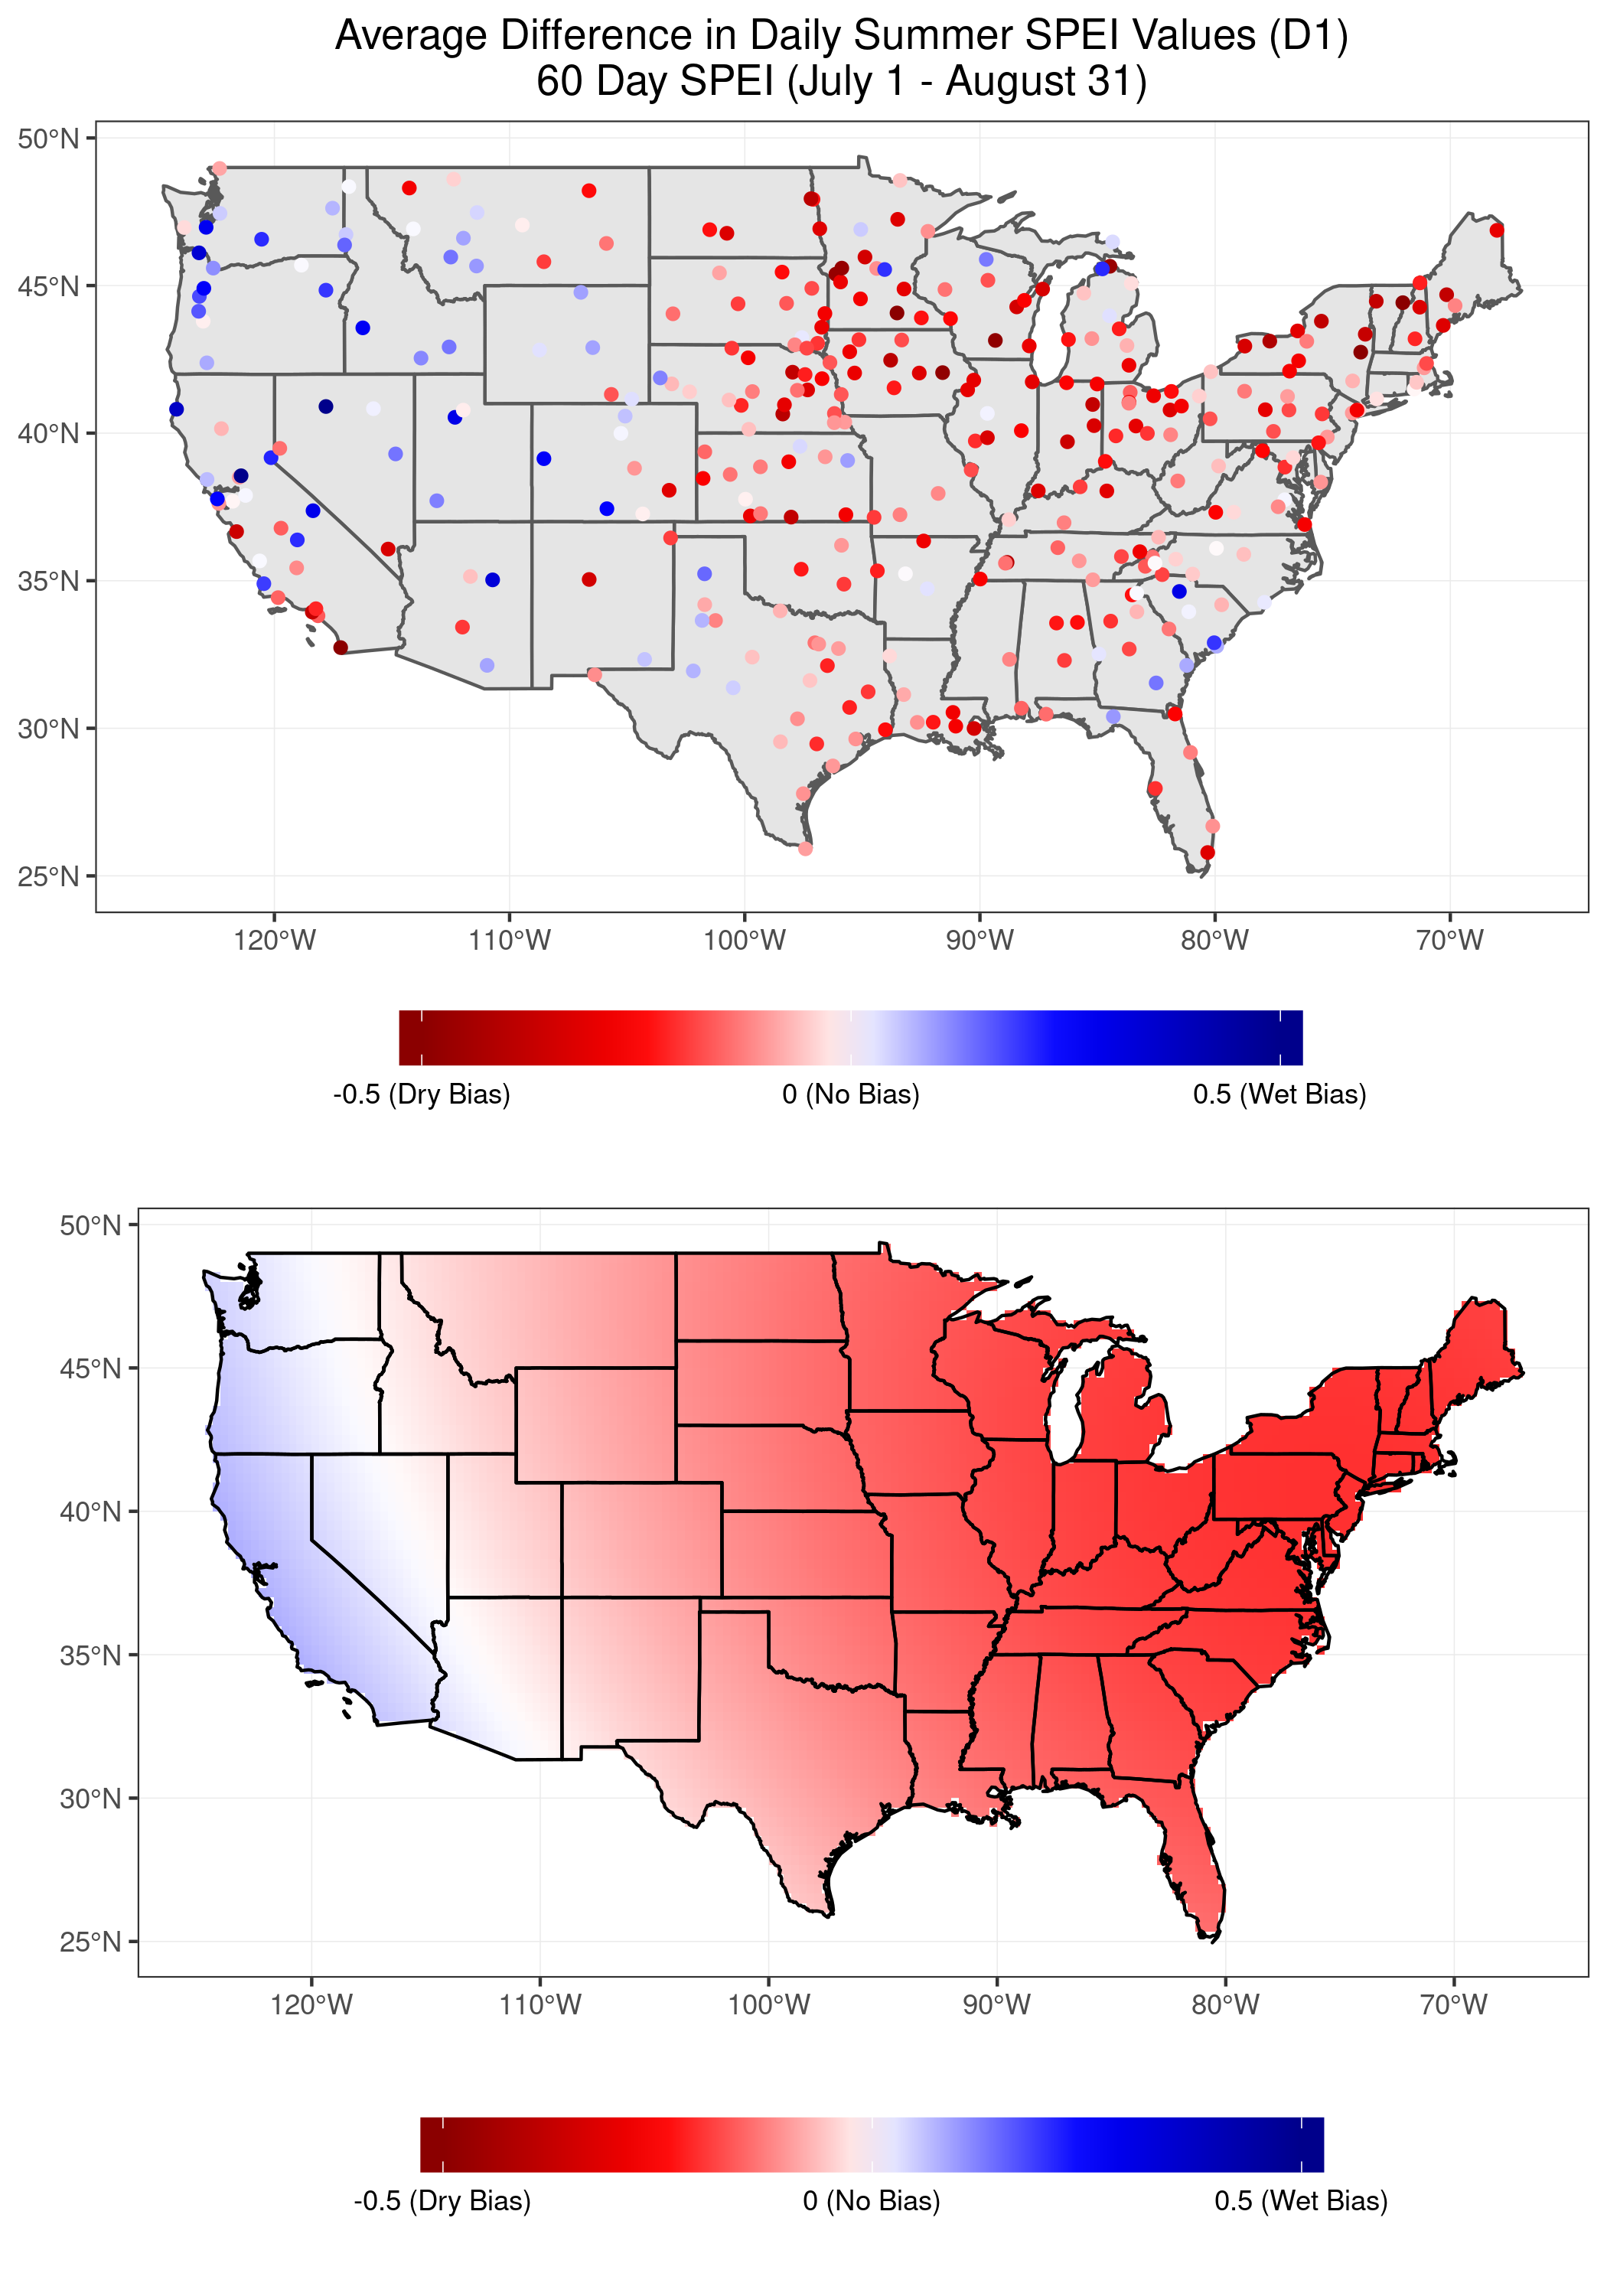 Average Difference in Daily Summer SPEI Values (D1)
60 Day SPEI (July 1 - August 31)
50°N
45°N
40°N
35°N
30°N
25°N
120°W 110°W 100°W 90°W 80°W 70°W
-0.5 (Dry Bias) 0 (No Bias) 0.5 (Wet Bias)
50°N
45°N
40°N
35°N
30°N
25°N
120°W 110°W 100°W 90°W 80°W 70°W
-0.5 (Dry Bias) 0 (No Bias) 0.5 (Wet Bias)